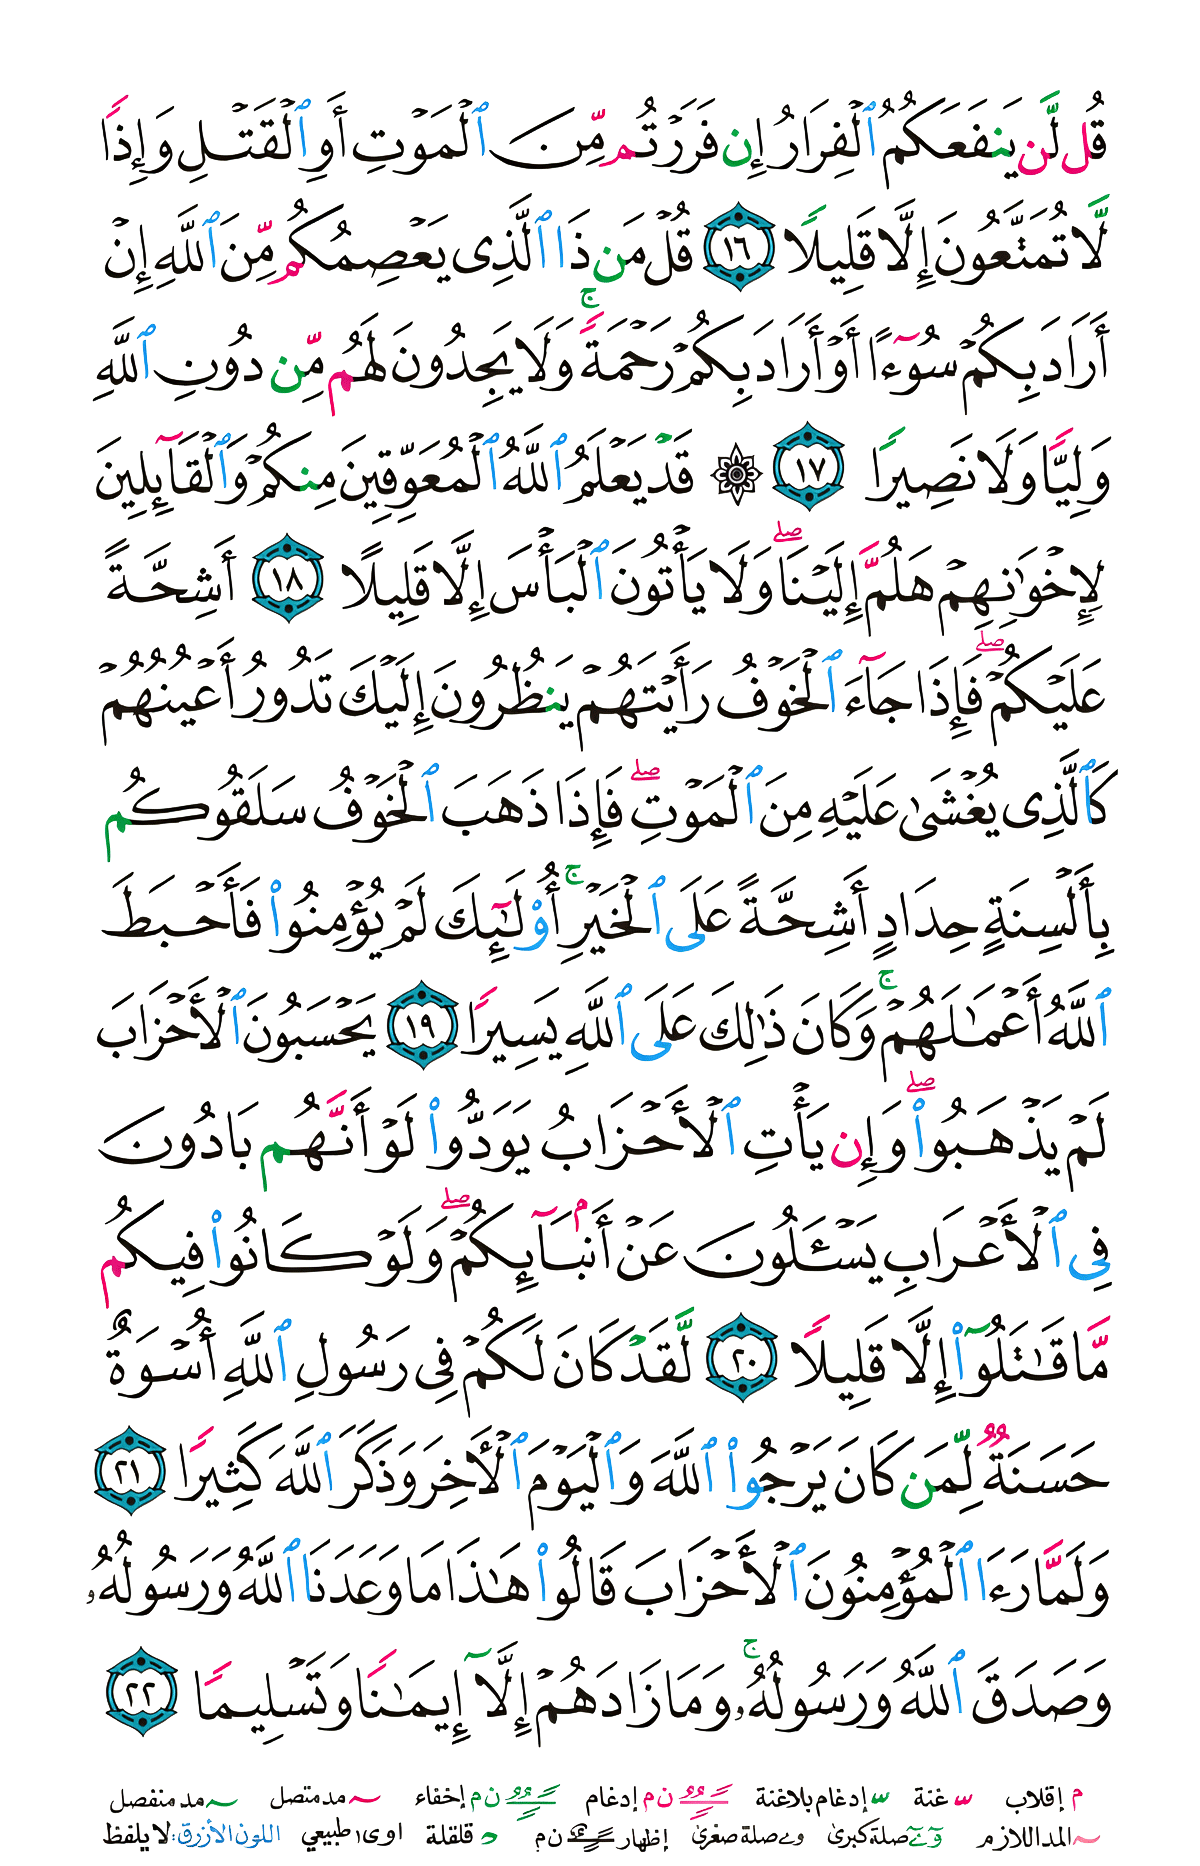 قُل لَّن يَنفَعَكُمُ ٱلْفِرَارُ إِن فَرَرْتُم مِّنَ ٱلْمَوْتِ أَوِ ٱلْقَتْلِ وَإِذًا
لَّا تُمَتَّعُونَ إِلَّا قَلِيلًا ١٦ قُلْ مَن ذَا ٱلَّذِى يَعْصِمُكُم مِّنَ ٱللَّهِ إِنْ
أَرَادَ بِكُمْ سُوٓءًا أَوْ أَرَادَ بِكُمْ رَحْمَةً ۚ وَلَا يَجِدُونَ لَهُم مِّن دُونِ ٱللَّهِ
وَلِيًّا وَلَا نَصِيرًا ١٧ ۞ قَدْ يَعْلَمُ ٱللَّهُ ٱلْمُعَوِّقِينَ مِنكُمْ وَٱلْقَآئِلِينَ
لِإِخْوَٰنِهِمْ هَلُمَّ إِلَيْنَا ۖ وَلَا يَأْتُونَ ٱلْبَأْسَ إِلَّا قَلِيلًا ١٨ أَشِحَّةً
عَلَيْكُمْ ۖ فَإِذَا جَآءَ ٱلْخَوْفُ رَأَيْتَهُمْ يَنظُرُونَ إِلَيْكَ تَدُورُ أَعْيُنُهُمْ
كَٱلَّذِى يُغْشَىٰ عَلَيْهِ مِنَ ٱلْمَوْتِ ۖ فَإِذَا ذَهَبَ ٱلْخَوْفُ سَلَقُوكُم
بِأَلْسِنَةٍ حِدَادٍ أَشِحَّةً عَلَى ٱلْخَيْرِ ۚ أُو۟لَـٰٓئِكَ لَمْ يُؤْمِنُوا۟ فَأَحْبَطَ
ٱللَّهُ أَعْمَـٰلَهُمْ ۚ وَكَانَ ذَٰلِكَ عَلَى ٱللَّهِ يَسِيرًا ١٩ يَحْسَبُونَ ٱلْأَحْزَابَ
لَمْ يَذْهَبُوا۟ ۖ وَإِن يَأْتِ ٱلْأَحْزَابُ يَوَدُّوا۟ لَوْ أَنَّهُم بَادُونَ
فِى ٱلْأَعْرَابِ يَسْـَٔلُونَ عَنْ أَنۢبَآئِكُمْ ۖ وَلَوْ كَانُوا۟ فِيكُم
مَّا قَـٰتَلُوٓا۟ إِلَّا قَلِيلًا ٢٠ لَّقَدْ كَانَ لَكُمْ فِى رَسُولِ ٱللَّهِ أُسْوَةٌ
حَسَنَةٌ لِّمَن كَانَ يَرْجُوا۟ ٱللَّهَ وَٱلْيَوْمَ ٱلْـَٔاخِرَ وَذَكَرَ ٱللَّهَ كَثِيرًا ٢١
وَلَمَّا رَءَا ٱلْمُؤْمِنُونَ ٱلْأَحْزَابَ قَالُوا۟ هَـٰذَا مَا وَعَدَنَا ٱللَّهُ وَرَسُولُهُۥ
وَصَدَقَ ٱللَّهُ وَرَسُولُهُۥ ۚ وَمَا زَادَهُمْ إِلَّآ إِيمَـٰنًا وَتَسْلِيمًا ٢٢
م إقلاب غنة إدغام بلاغنة ن م إدغام ن م إخفاء مد متصل مد منفصل
المد اللازم صلة كبرى و ے صلة صغرى إظهار ن م قلقلة ا و ى طبيعي اللون الأزرق: لا يلفظ